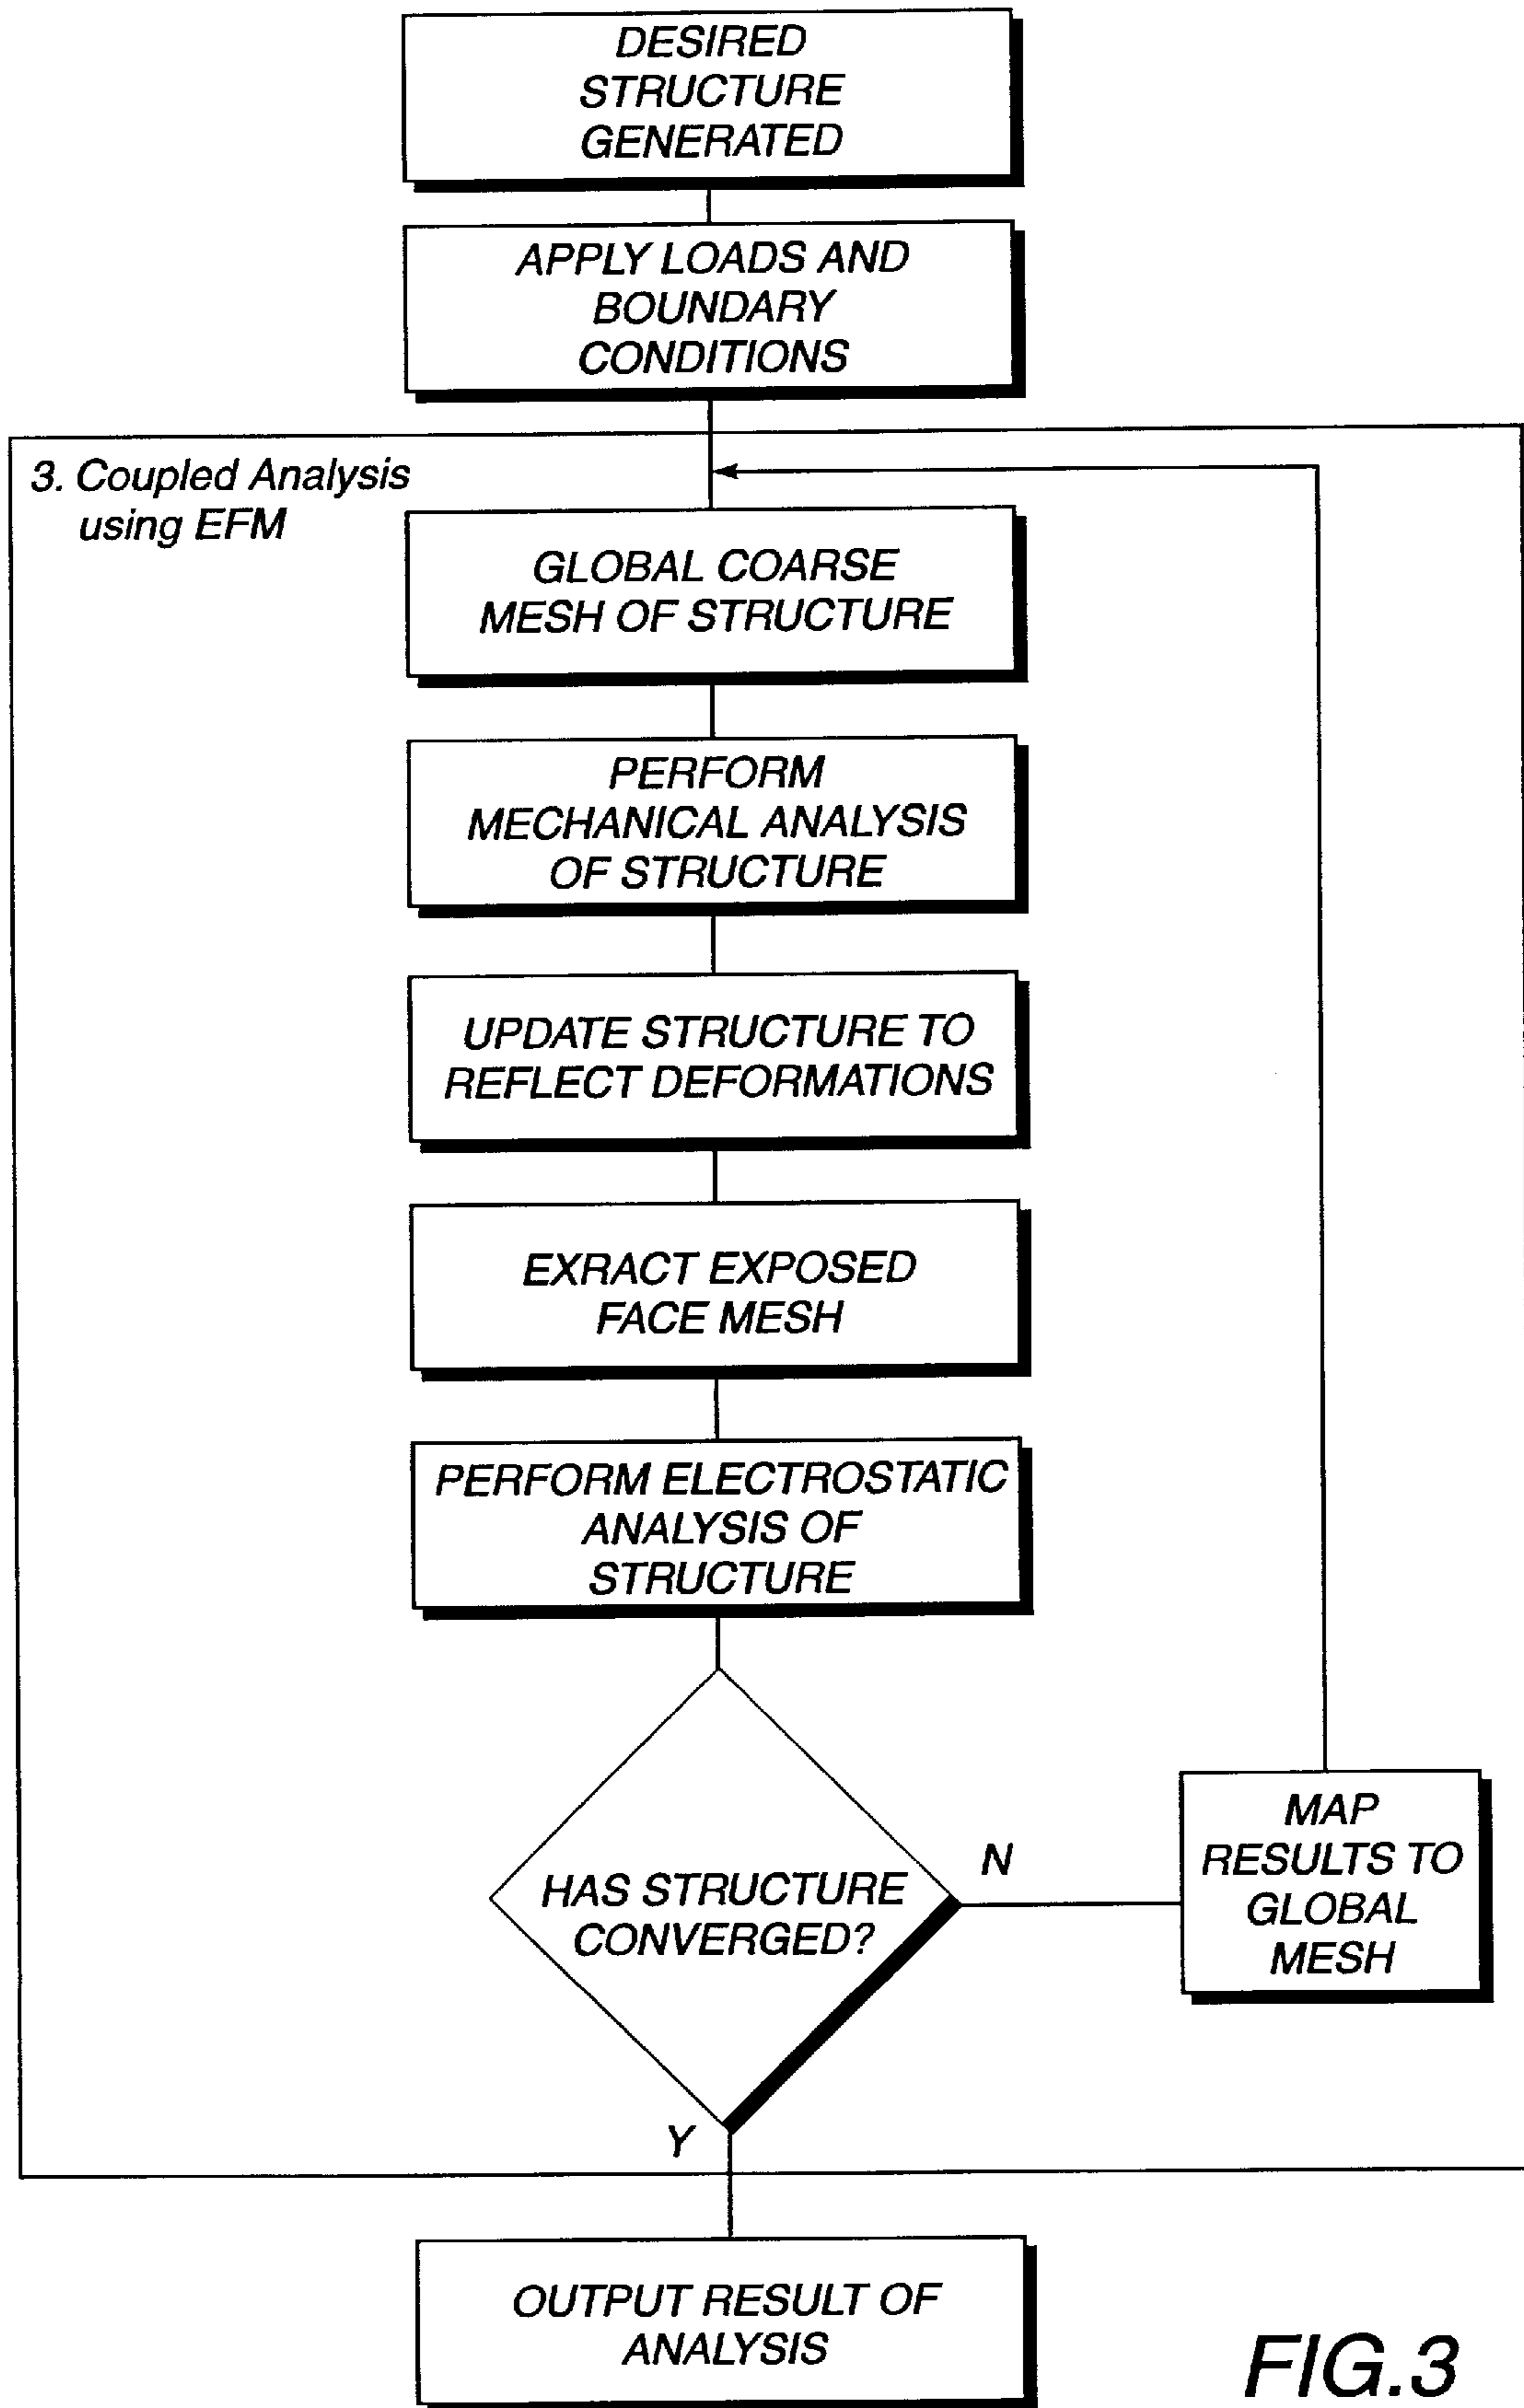 DESIRED
STRUCTURE
GENERATED
APPLY LOADS AND
BOUNDARY
CONDITIONS
3. Coupled Analysis
using EFM
GLOBAL COARSE
MESH OF STRUCTURE
PERFORM
MECHANICAL ANALYSIS
OF STRUCTURE
UPDATE STRUCTURE TO
REFLECT DEFORMATIONS
EXRACT EXPOSED
FACE MESH
PERFORM ELECTROSTATIC
ANALYSIS OF
STRUCTURE
HAS STRUCTURE
CONVERGED?
N
MAP
RESULTS TO
GLOBAL
MESH
Y
OUTPUT RESULT OF
ANALYSIS
FIG.3